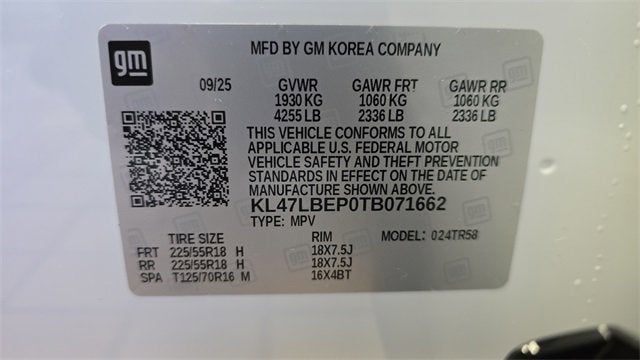 gm
MFD BY GM KOREA COMPANY
09/25 GVWR GAWR FRT GAWR RR
1930 KG 1060 KG 1060 KG
4255 LB 2336 LB 2336 LB
THIS VEHICLE CONFORMS TO ALL
APPLICABLE U.S. FEDERAL MOTOR
VEHICLE SAFETY AND THEFT PREVENTION
STANDARDS IN EFFECT ON THE DATE OF
MANUFACTURE SHOWN ABOVE.
KL47LBEP0TB071662
TYPE: MPV
TIRE SIZE RIM MODEL: 024TR58
FRT 225/55R18 H 18X7.5J
RR 225/55R18 H 18X7.5J
SPA T125/70R16 M 16X4BT